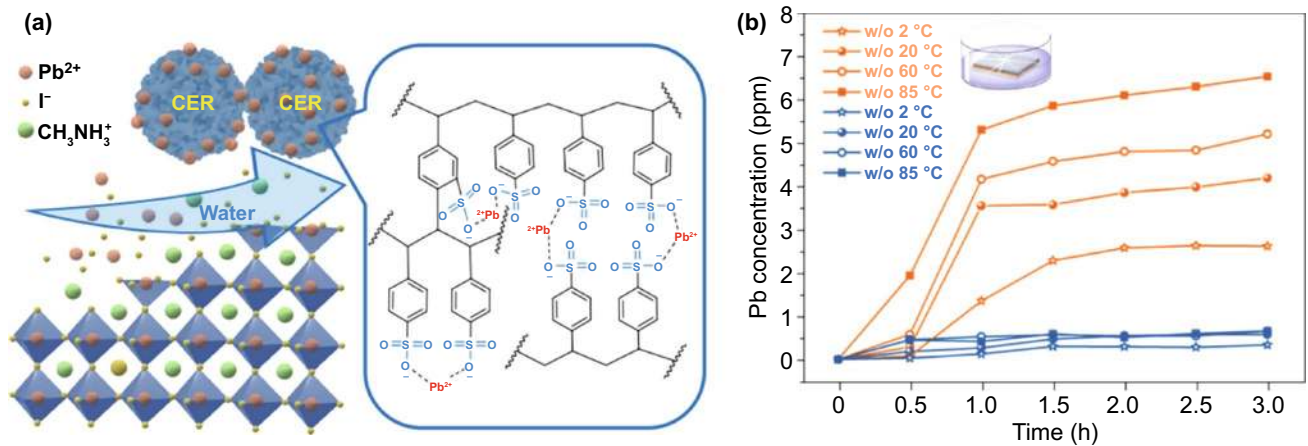 (a)
Pb²⁺
I⁻
CH₃NH₃⁺
CER
CER
Water
O
S
O
O⁻
²⁺Pb
⁻O
S
O
O
O
S
O
O⁻
O
S
O
O⁻
²⁺Pb
Pb²⁺
O
S
O
O⁻
O
S
O
O⁻
O
S
O
O⁻
O
S
O
O⁻
Pb²⁺
(b)
Pb concentration (ppm)
8
7
6
5
4
3
2
1
0
w/o 2 °C
w/o 20 °C
w/o 60 °C
w/o 85 °C
w/o 2 °C
w/o 20 °C
w/o 60 °C
w/o 85 °C
0 0.5 1.0 1.5 2.0 2.5 3.0
Time (h)